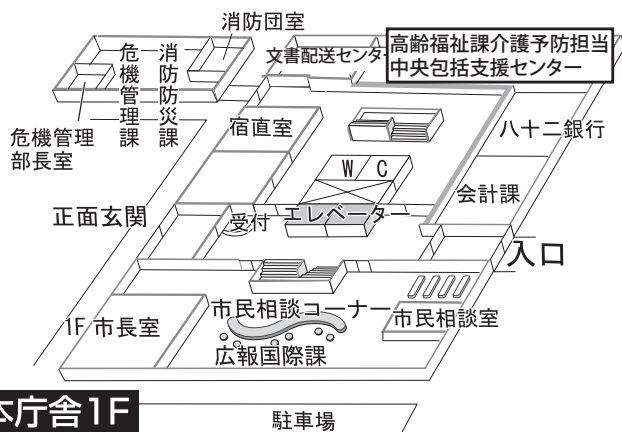 消防団室
文書配送センター
高齢福祉課介護予防担当
中央包括支援センター
危機管理課
消防防災課
危機管理
部長室
宿直室
八十二銀行
W C
会計課
正面玄関
受付
エレベーター
入口
市民相談コーナー
市民相談室
1F 市長室
広報国際課
本庁舎1F
駐車場